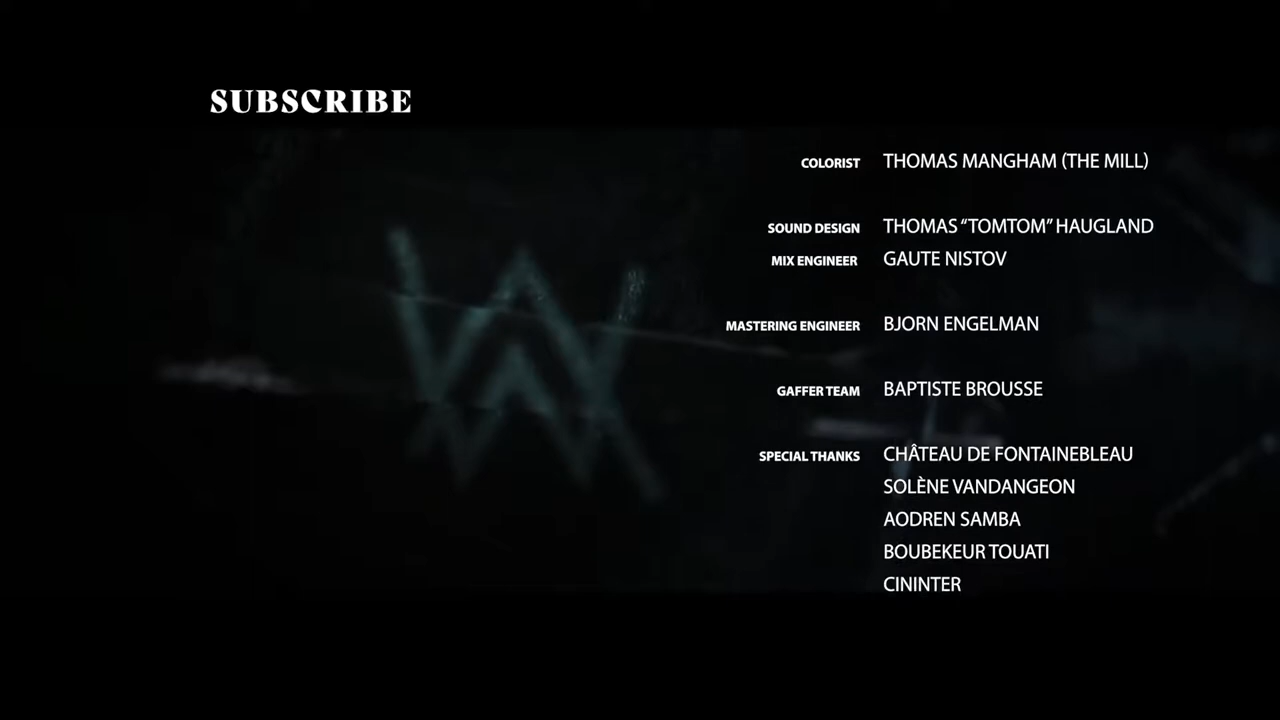 SUBSCRIBE
COLORIST THOMAS MANGHAM (THE MILL)
SOUND DESIGN THOMAS “TOMTOM” HAUGLAND
MIX ENGINEER GAUTE NISTOV
MASTERING ENGINEER BJORN ENGELMAN
GAFFER TEAM BAPTISTE BROUSSE
SPECIAL THANKS CHÂTEAU DE FONTAINEBLEAU
SOLÈNE VANDANGEON
AODREN SAMBA
BOUBEKEUR TOUATI
CININTER